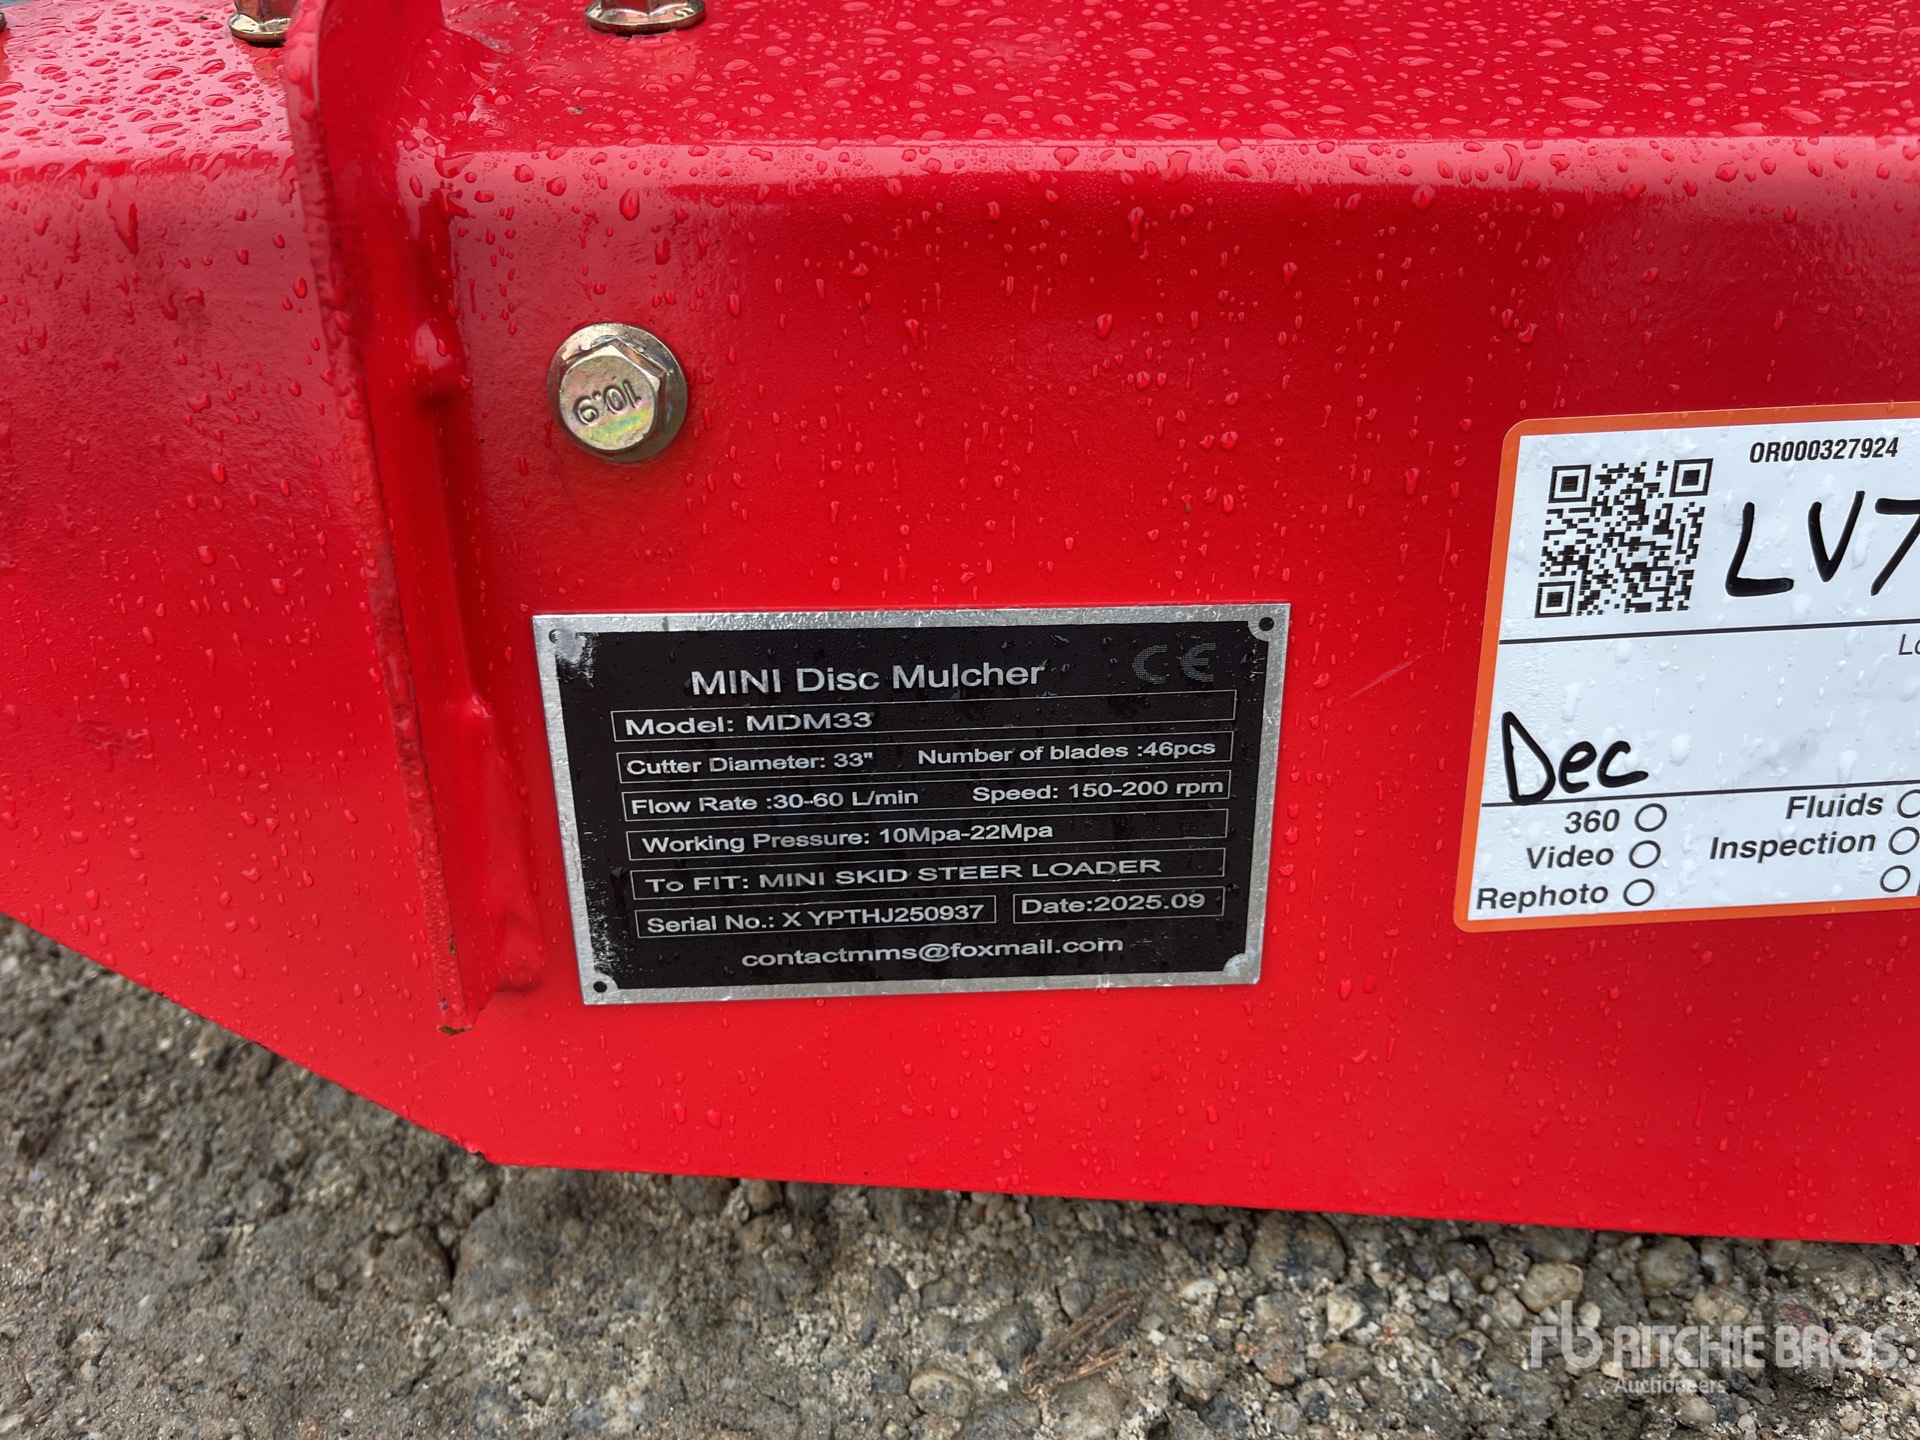 10.9
MINI Disc Mulcher CE
Model: MDM33
Cutter Diameter: 33" Number of blades :46pcs
Flow Rate :30-60 L/min Speed: 150-200 rpm
Working Pressure: 10Mpa-22Mpa
To FIT: MINI SKID STEER LOADER
Serial No.: X YPTHJ250937 Date:2025.09
contactmms@foxmail.com
OR000327924
LV7
Dec
360 Fluids
Video Inspection
Rephoto
rb RITCHIE BROS.
Auctioneers